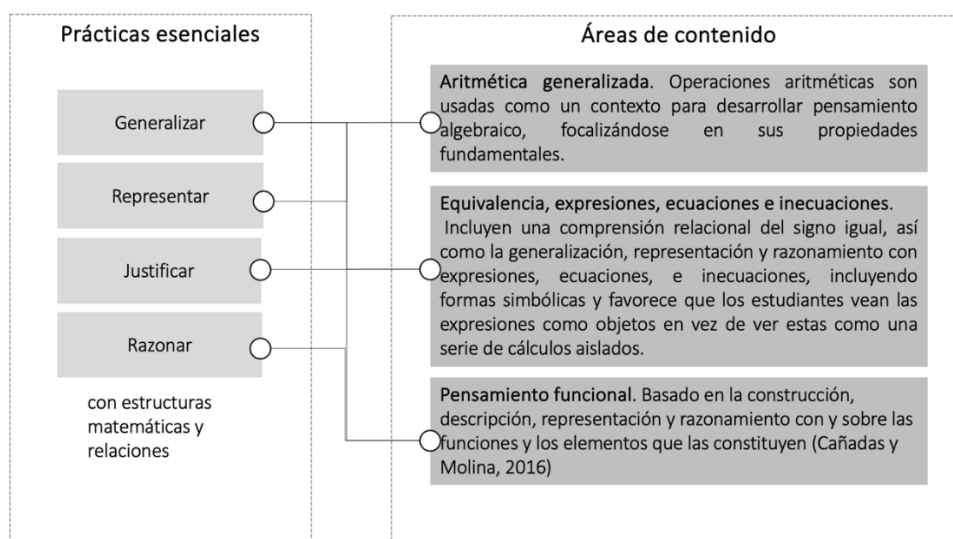 Prácticas esenciales
Generalizar
Representar
Justificar
Razonar
con estructuras
matemáticas y
relaciones
Áreas de contenido
Aritmética generalizada. Operaciones aritméticas son
usadas como un contexto para desarrollar pensamiento
algebraico, focalizándose en sus propiedades
fundamentales.
Equivalencia, expresiones, ecuaciones e inecuaciones.
Incluyen una comprensión relacional del signo igual, así
como la generalización, representación y razonamiento con
expresiones, ecuaciones, e inecuaciones, incluyendo
formas simbólicas y favorece que los estudiantes vean las
expresiones como objetos en vez de ver estas como una
serie de cálculos aislados.
Pensamiento funcional. Basado en la construcción,
descripción, representación y razonamiento con y sobre las
funciones y los elementos que las constituyen (Cañadas y
Molina, 2016)